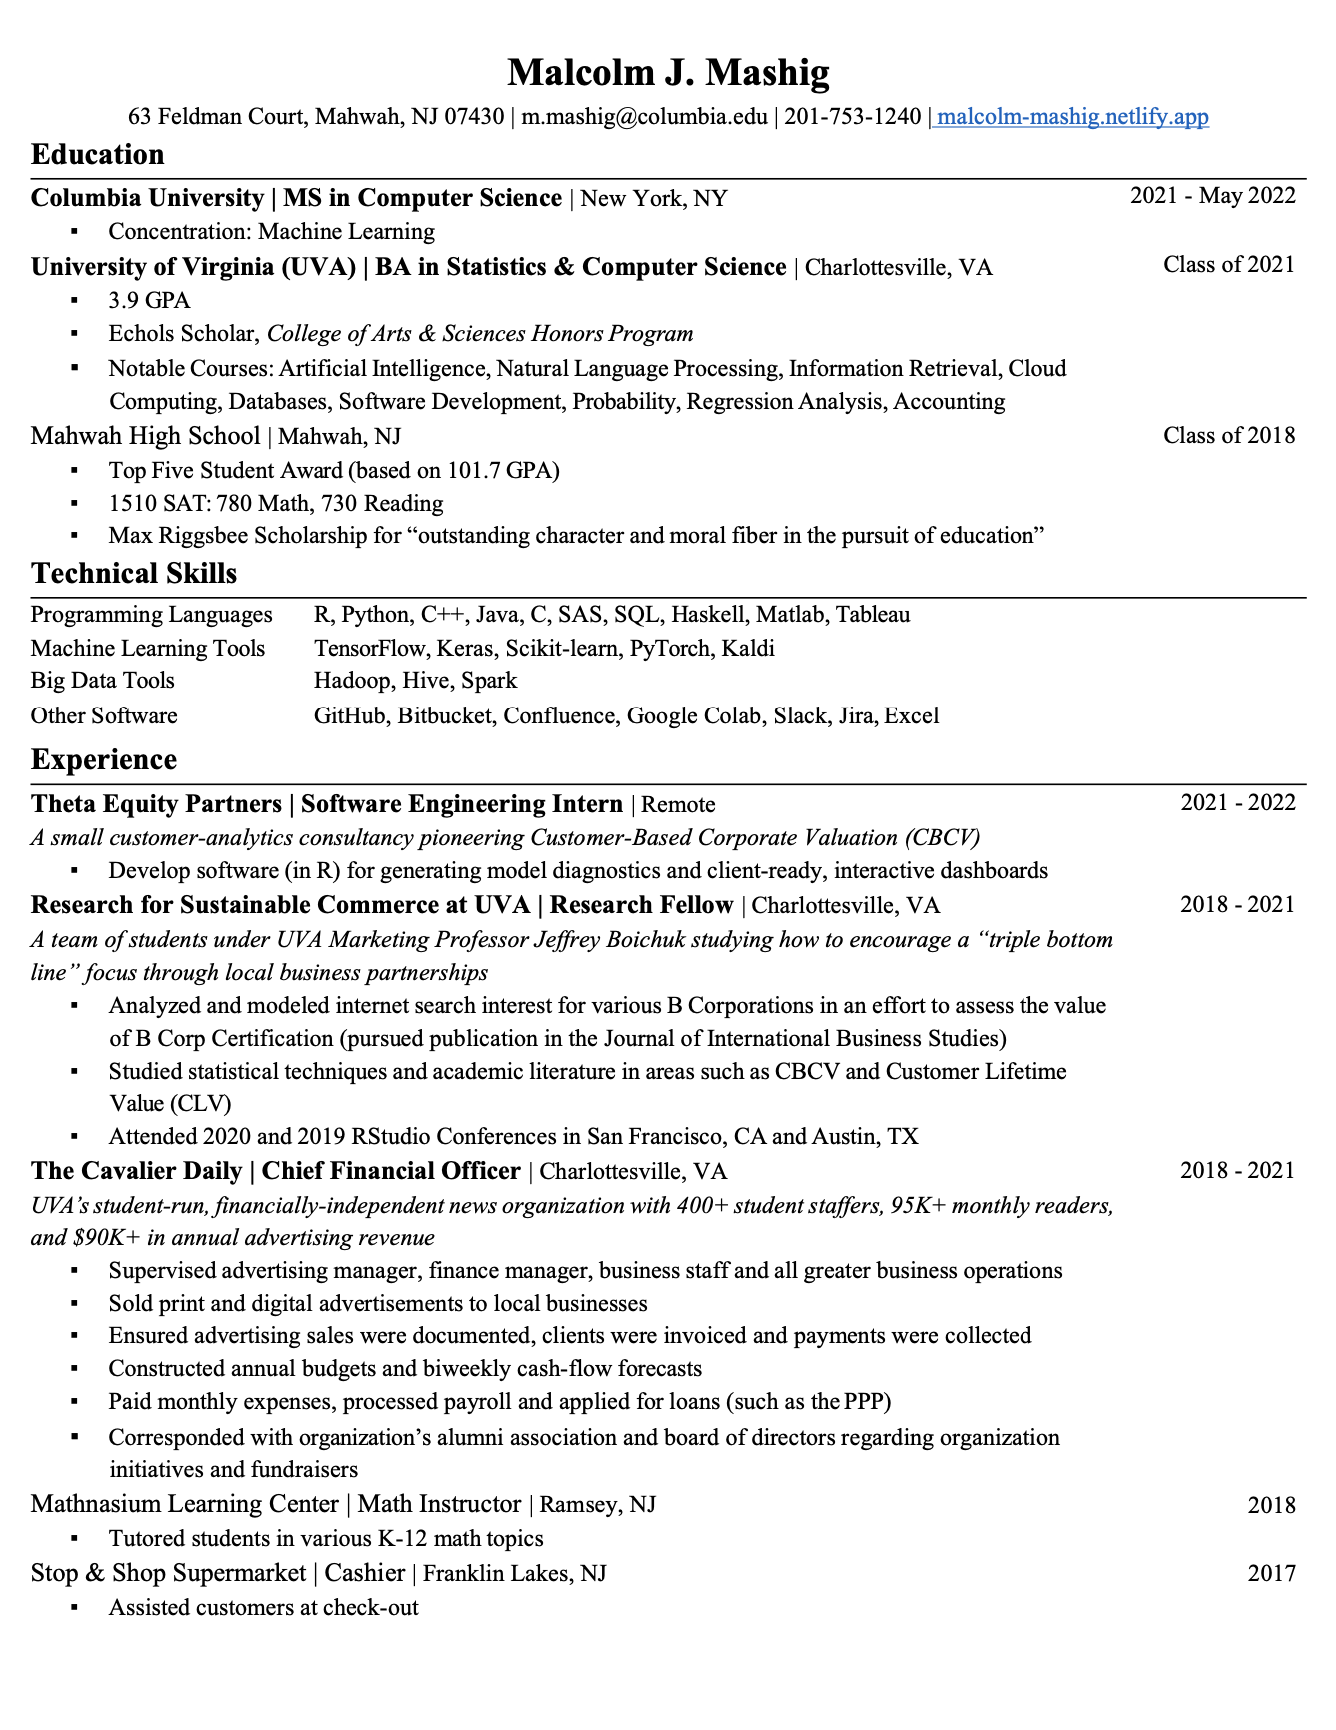 Malcolm J. Mashig
63 Feldman Court, Mahwah, NJ 07430 | m.mashig@columbia.edu | 201-753-1240 | malcolm-mashig.netlify.app
Education
Columbia University | MS in Computer Science | New York, NY 2021 - May 2022
▪ Concentration: Machine Learning
University of Virginia (UVA) | BA in Statistics & Computer Science | Charlottesville, VA Class of 2021
▪ 3.9 GPA
▪ Echols Scholar, College of Arts & Sciences Honors Program
▪ Notable Courses: Artificial Intelligence, Natural Language Processing, Information Retrieval, Cloud
Computing, Databases, Software Development, Probability, Regression Analysis, Accounting
Mahwah High School | Mahwah, NJ Class of 2018
▪ Top Five Student Award (based on 101.7 GPA)
▪ 1510 SAT: 780 Math, 730 Reading
▪ Max Riggsbee Scholarship for “outstanding character and moral fiber in the pursuit of education”
Technical Skills
Programming Languages R, Python, C++, Java, C, SAS, SQL, Haskell, Matlab, Tableau
Machine Learning Tools TensorFlow, Keras, Scikit-learn, PyTorch, Kaldi
Big Data Tools Hadoop, Hive, Spark
Other Software GitHub, Bitbucket, Confluence, Google Colab, Slack, Jira, Excel
Experience
Theta Equity Partners | Software Engineering Intern | Remote 2021 - 2022
A small customer-analytics consultancy pioneering Customer-Based Corporate Valuation (CBCV)
▪ Develop software (in R) for generating model diagnostics and client-ready, interactive dashboards
Research for Sustainable Commerce at UVA | Research Fellow | Charlottesville, VA 2018 - 2021
A team of students under UVA Marketing Professor Jeffrey Boichuk studying how to encourage a “triple bottom
line” focus through local business partnerships
▪ Analyzed and modeled internet search interest for various B Corporations in an effort to assess the value
of B Corp Certification (pursued publication in the Journal of International Business Studies)
▪ Studied statistical techniques and academic literature in areas such as CBCV and Customer Lifetime
Value (CLV)
▪ Attended 2020 and 2019 RStudio Conferences in San Francisco, CA and Austin, TX
The Cavalier Daily | Chief Financial Officer | Charlottesville, VA 2018 - 2021
UVA’s student-run, financially-independent news organization with 400+ student staffers, 95K+ monthly readers,
and $90K+ in annual advertising revenue
▪ Supervised advertising manager, finance manager, business staff and all greater business operations
▪ Sold print and digital advertisements to local businesses
▪ Ensured advertising sales were documented, clients were invoiced and payments were collected
▪ Constructed annual budgets and biweekly cash-flow forecasts
▪ Paid monthly expenses, processed payroll and applied for loans (such as the PPP)
▪ Corresponded with organization’s alumni association and board of directors regarding organization
initiatives and fundraisers
Mathnasium Learning Center | Math Instructor | Ramsey, NJ 2018
▪ Tutored students in various K-12 math topics
Stop & Shop Supermarket | Cashier | Franklin Lakes, NJ 2017
▪ Assisted customers at check-out